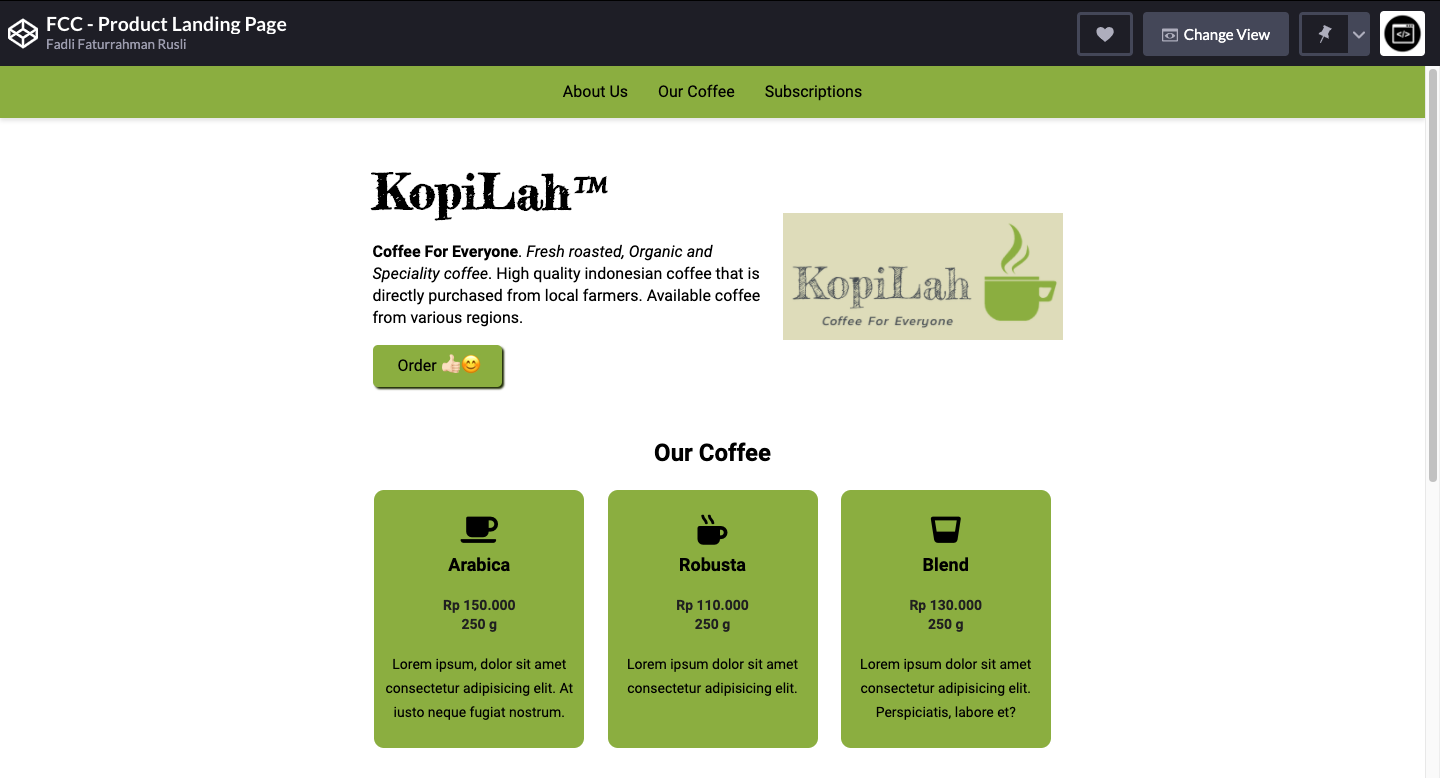 FCC - Product Landing Page
Fadli Faturrahman Rusli
Change View
</>
About Us Our Coffee Subscriptions
KopiLah™
Coffee For Everyone. Fresh roasted, Organic and
Speciality coffee. High quality indonesian coffee that is
directly purchased from local farmers. Available coffee
from various regions.
KopiLah
Coffee For Everyone
Order 👍🏻😊
Our Coffee
Arabica
Rp 150.000
250 g
Lorem ipsum, dolor sit amet
consectetur adipisicing elit. At
iusto neque fugiat nostrum.
Robusta
Rp 110.000
250 g
Lorem ipsum dolor sit amet
consectetur adipisicing elit.
Blend
Rp 130.000
250 g
Lorem ipsum dolor sit amet
consectetur adipisicing elit.
Perspiciatis, labore et?